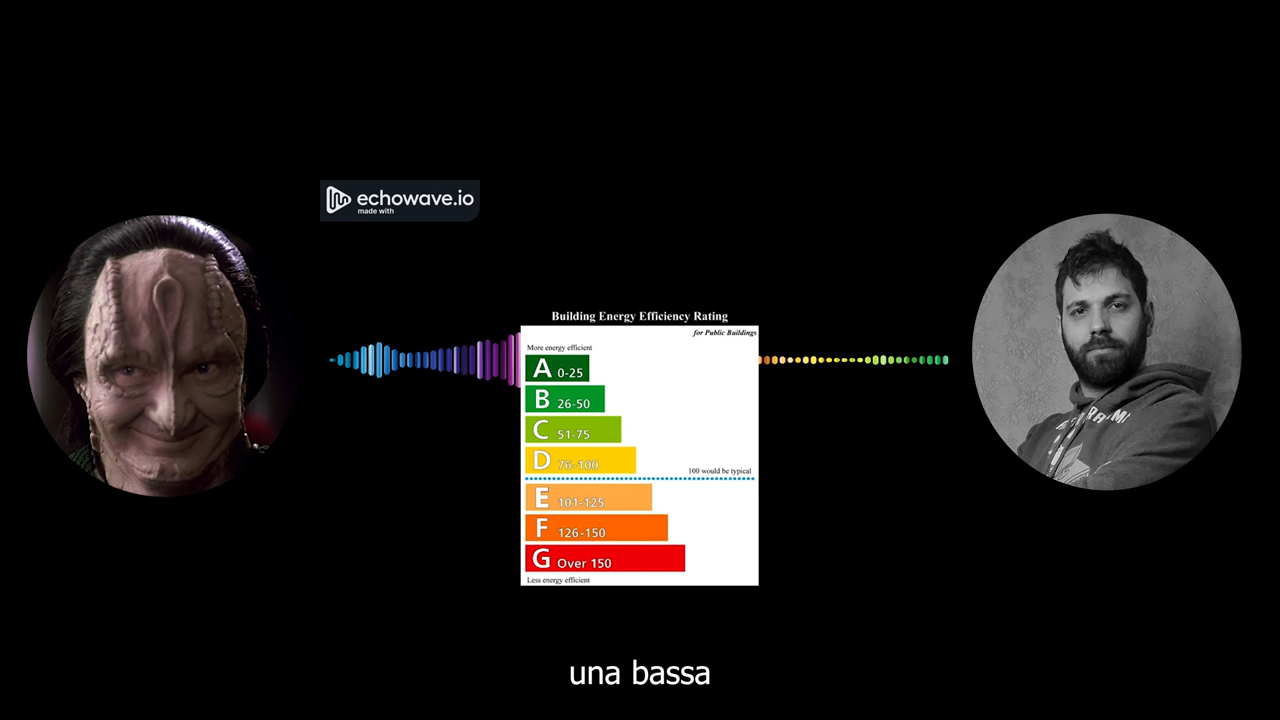 echowave.io
made with
Building Energy Efficiency Rating
for Public Buildings
More energy efficient
A 0-25
B 26-50
C 51-75
D 76-100
100 would be typical
E 101-125
F 126-150
G Over 150
Less energy efficient
una bassa